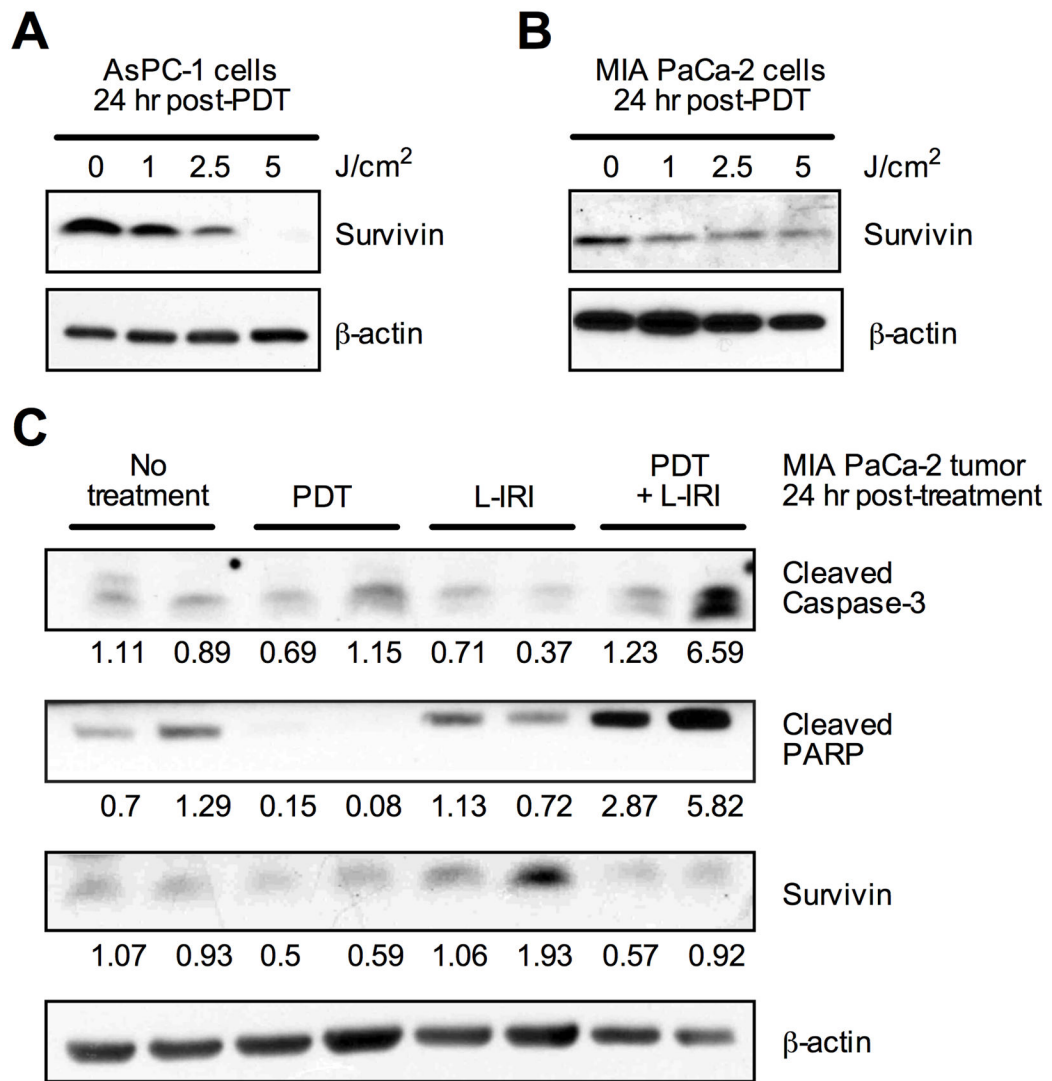 A
AsPC-1 cells
24 hr post-PDT
0 1 2.5 5 J/cm²
Survivin
β-actin
B
MIA PaCa-2 cells
24 hr post-PDT
0 1 2.5 5 J/cm²
Survivin
β-actin
C
No
treatment
PDT
L-IRI
PDT
+ L-IRI
MIA PaCa-2 tumor
24 hr post-treatment
Cleaved
Caspase-3
1.11 0.89 0.69 1.15 0.71 0.37 1.23 6.59
Cleaved
PARP
0.7 1.29 0.15 0.08 1.13 0.72 2.87 5.82
Survivin
1.07 0.93 0.5 0.59 1.06 1.93 0.57 0.92
β-actin